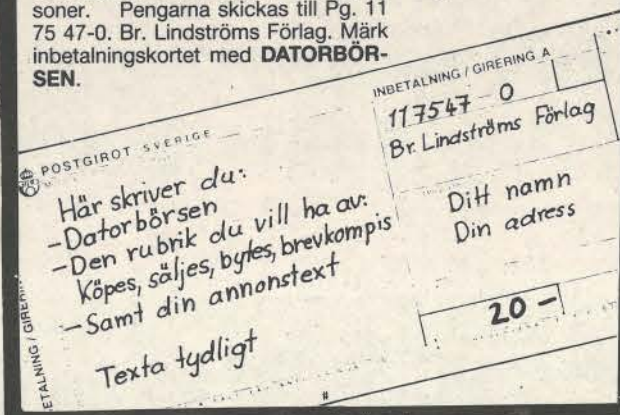 soner. Pengarna skickas till Pg. 11
75 47-0. Br. Lindströms Förlag. Märk
inbetalningskortet med DATORBÖR-
SEN.
POSTGIROT SVERIGE
Här skriver du:
-Datorbörsen
-Den rubrik du vill ha av:
Köpes, säljes, bytes, brevkompis
-Samt din annonstext
Texta tydligt
INBETALNING / GIRERING A
117547 0
Br. Lindströms Förlag
Ditt namn
Din adress
20 -
ETALNING / GIRERIN